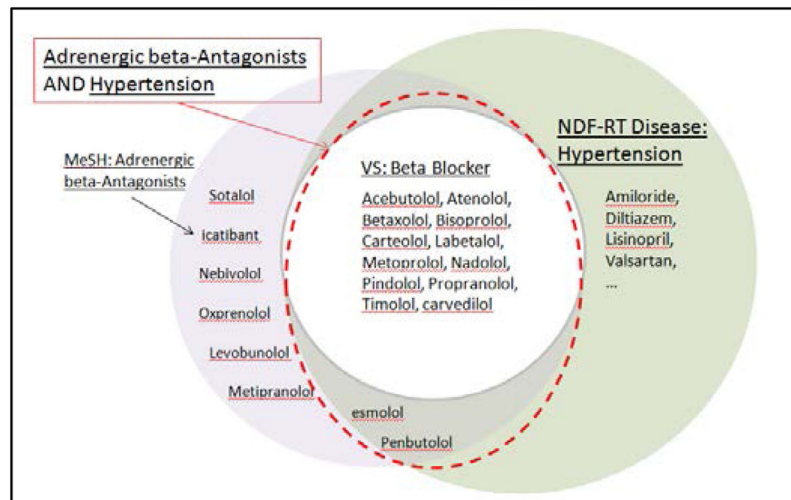 Adrenergic beta-Antagonists
AND Hypertension
MeSH: Adrenergic
beta-Antagonists
Sotalol
icatibant
Nebivolol
Oxprenolol
Levobunolol
Metipranolol
VS: Beta Blocker
Acebutolol, Atenolol,
Betaxolol, Bisoprolol,
Carteolol, Labetalol,
Metoprolol, Nadolol,
Pindolol, Propranolol,
Timolol, carvedilol
esmolol
Penbutolol
NDF-RT Disease:
Hypertension
Amiloride,
Diltiazem,
Lisinopril,
Valsartan,
...